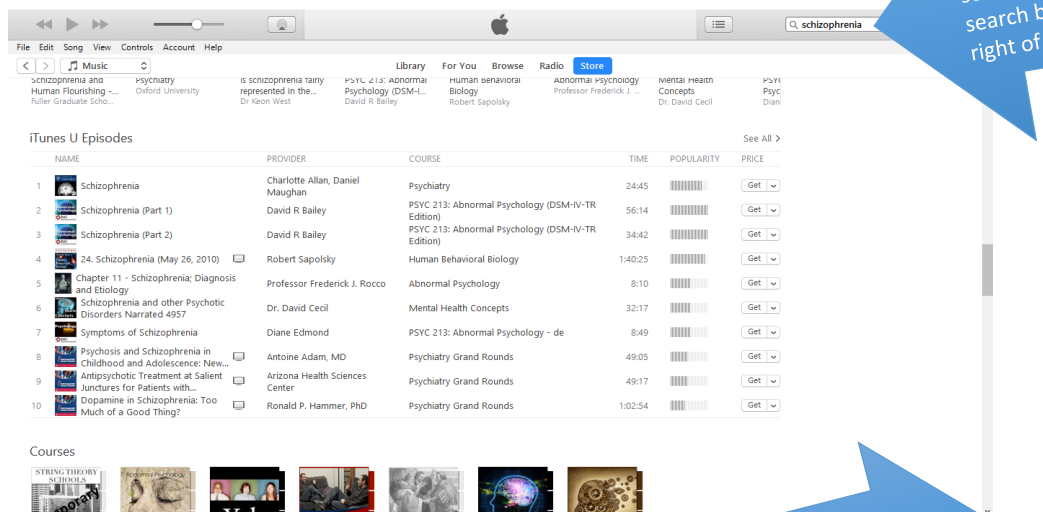 search b
right of
schizophrenia
File Edit Song View Controls Account Help
Music
Library For You Browse Radio Store
Schizophrenia and Psychiatry Is schizophrenia fairly PSYC 213: Abnormal Human Behavioral Abnormal Psychology Mental Health PSYC
Human Flourishing -... Oxford University represented in the... Psychology (DSM-I... Biology Professor Frederick J. ... Concepts Psyc
Fuller Graduate Scho... Dr Keon West David R Bailey Robert Sapolsky Dr. David Cecil Dian
iTunes U Episodes See All >
NAME PROVIDER COURSE TIME POPULARITY PRICE
1 Schizophrenia Charlotte Allan, Daniel Maughan Psychiatry 24:45 Get
2 Schizophrenia (Part 1) David R Bailey PSYC 213: Abnormal Psychology (DSM-IV-TR Edition) 56:14 Get
3 Schizophrenia (Part 2) David R Bailey PSYC 213: Abnormal Psychology (DSM-IV-TR Edition) 34:42 Get
4 24. Schizophrenia (May 26, 2010) Robert Sapolsky Human Behavioral Biology 1:40:25 Get
5 Chapter 11 - Schizophrenia; Diagnosis and Etiology Professor Frederick J. Rocco Abnormal Psychology 8:10 Get
6 Schizophrenia and other Psychotic Disorders Narrated 4957 Dr. David Cecil Mental Health Concepts 32:17 Get
7 Symptoms of Schizophrenia Diane Edmond PSYC 213: Abnormal Psychology - de 8:49 Get
8 Psychosis and Schizophrenia in Childhood and Adolescence: New... Antoine Adam, MD Psychiatry Grand Rounds 49:05 Get
9 Antipsychotic Treatment at Salient Junctures for Patients with... Arizona Health Sciences Center Psychiatry Grand Rounds 49:17 Get
10 Dopamine in Schizophrenia: Too Much of a Good Thing? Ronald P. Hammer, PhD Psychiatry Grand Rounds 1:02:54 Get
Courses
STRING THEORY
SCHOOLS
Abnormal Psychology